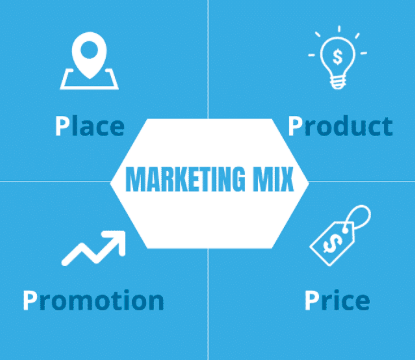 Place
Product
MARKETING MIX
Promotion
Price
$
$